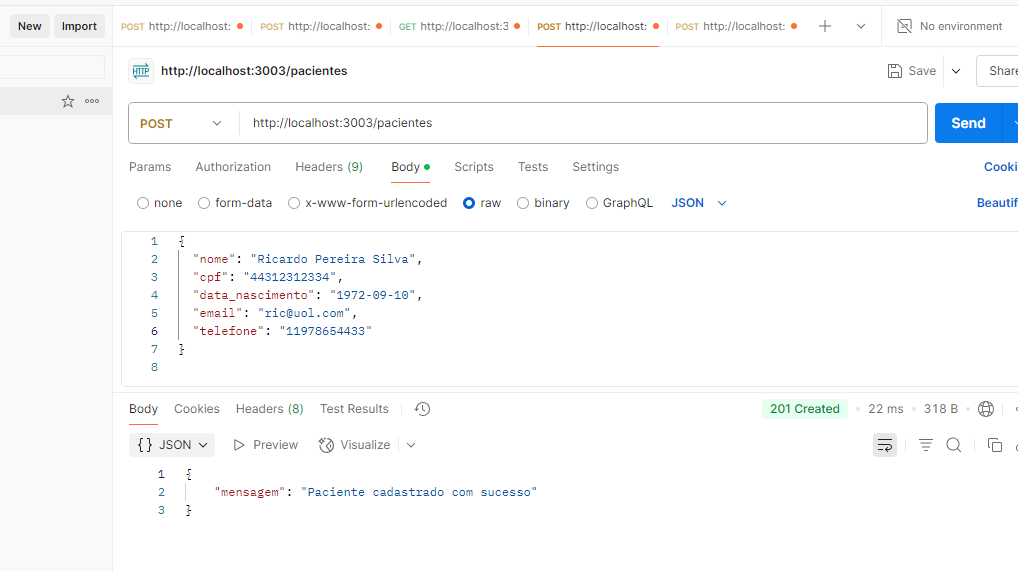 New Import POST http://localhost: POST http://localhost: GET http://localhost:3 POST http://localhost: POST http://localhost: No environment
HTTP http://localhost:3003/pacientes Save Share
POST http://localhost:3003/pacientes Send
Params Authorization Headers (9) Body Scripts Tests Settings Cooki
none form-data x-www-form-urlencoded raw binary GraphQL JSON Beautif
1 {
2 "nome": "Ricardo Pereira Silva",
3 "cpf": "44312312334",
4 "data_nascimento": "1972-09-10",
5 "email": "ric@uol.com",
6 "telefone": "11978654433"
7 }
8
Body Cookies Headers (8) Test Results 201 Created 22 ms 318 B
{} JSON Preview Visualize
1 {
2 "mensagem": "Paciente cadastrado com sucesso"
3 }